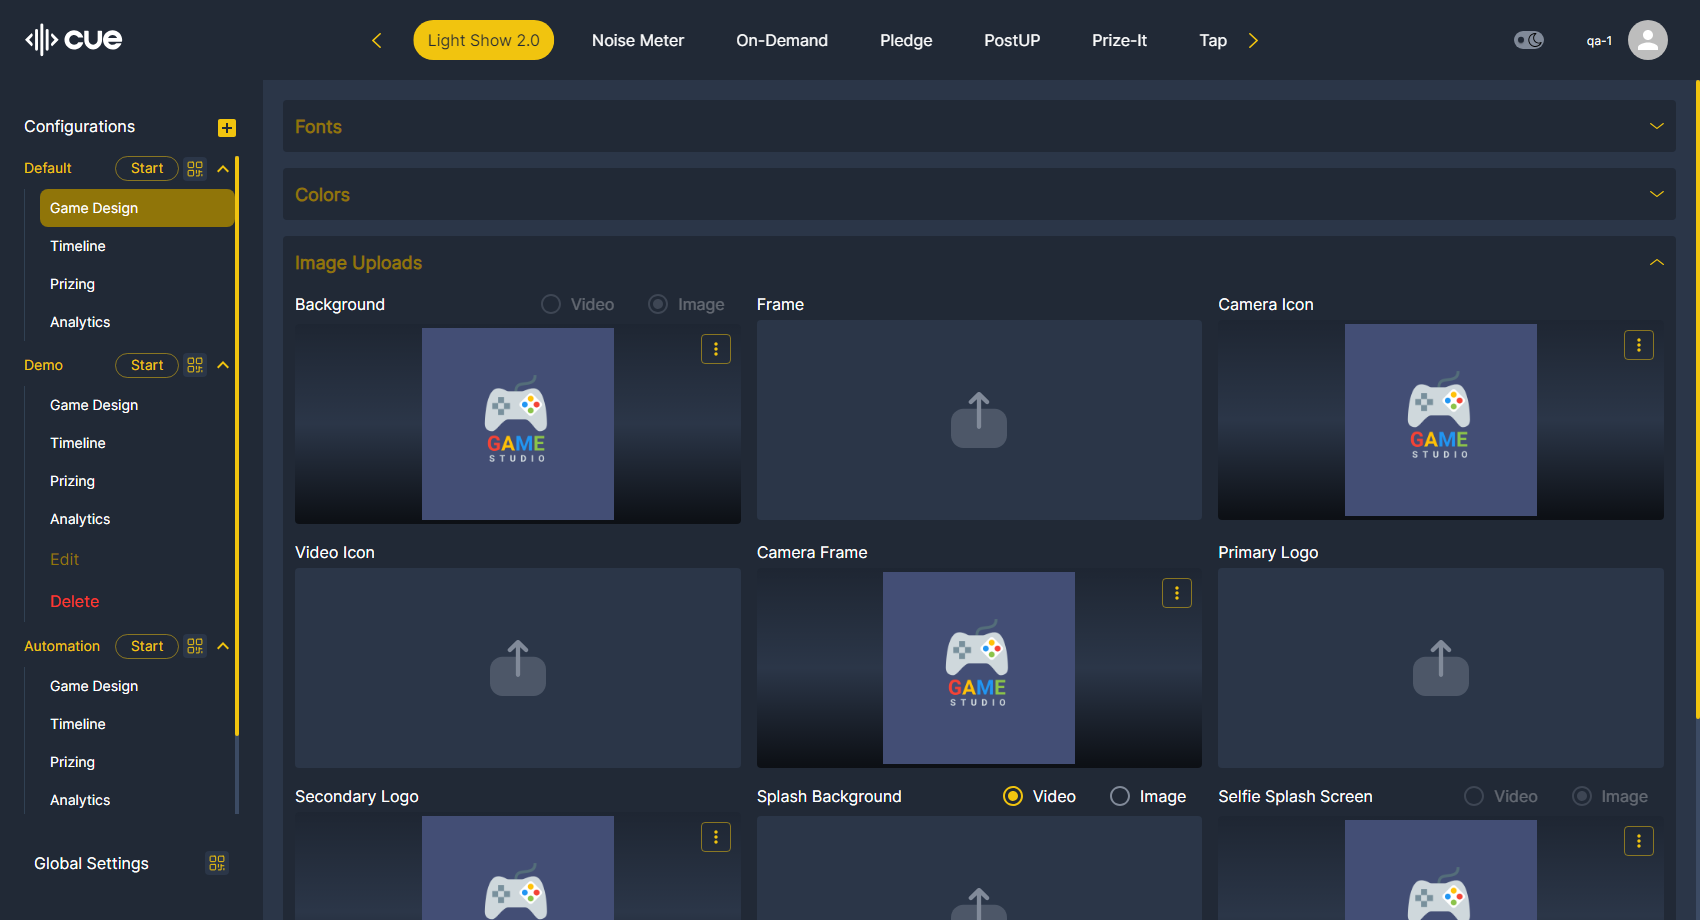 cue
Light Show 2.0
Noise Meter
On-Demand
Pledge
PostUP
Prize-It
Tap
qa-1
Configurations
Default
Start
Game Design
Timeline
Prizing
Analytics
Demo
Start
Game Design
Timeline
Prizing
Analytics
Edit
Delete
Automation
Start
Game Design
Timeline
Prizing
Analytics
Global Settings
Fonts
Colors
Image Uploads
Background
Video
Image
GAME
STUDIO
Frame
Camera Icon
GAME
STUDIO
Video Icon
Camera Frame
GAME
STUDIO
Primary Logo
Secondary Logo
Splash Background
Video
Image
Selfie Splash Screen
Video
Image